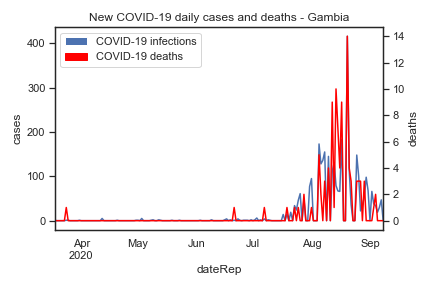 New COVID-19 daily cases and deaths - Gambia
COVID-19 infections
COVID-19 deaths
400
300
200
100
0
cases
14
12
10
8
6
4
2
0
deaths
Apr May Jun Jul Aug Sep
2020
dateRep